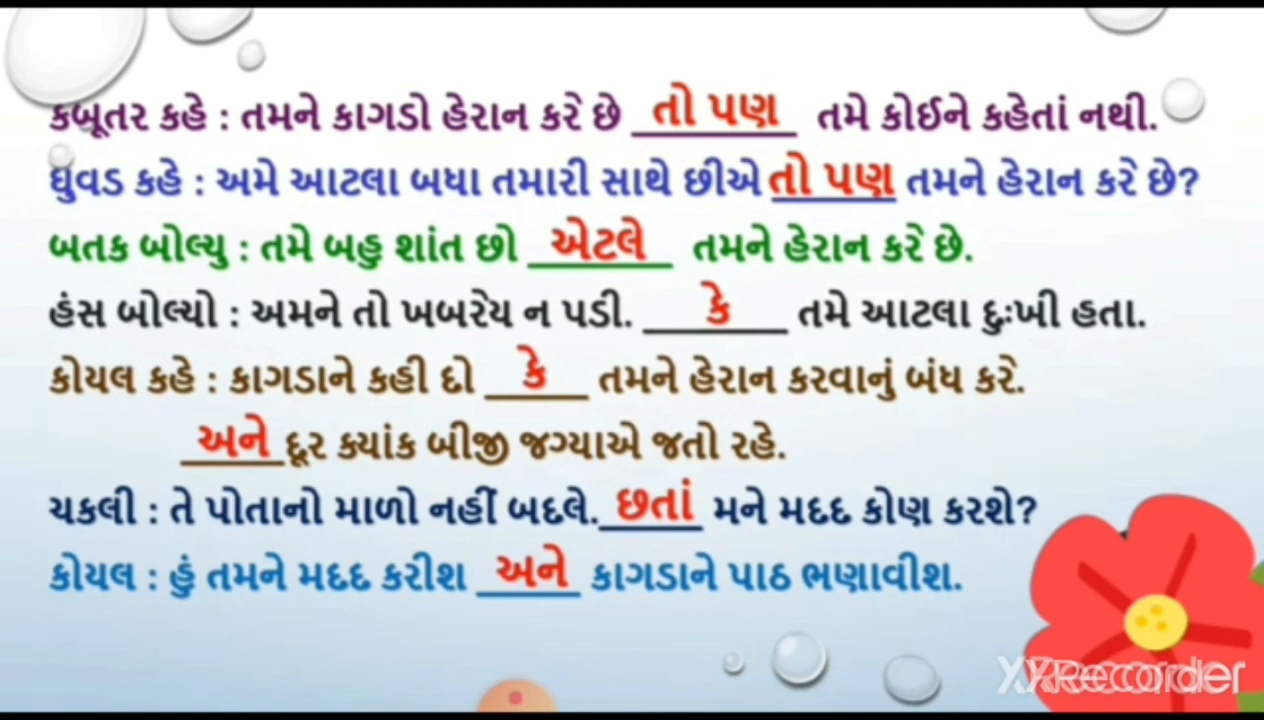 કબૂતર કહે : તમને કાગડો હેરાન કરે છે તો પણ તમે કોઈને કહેતાં નથી.
ઘુવડ કહે : અમે આટલા બધા તમારી સાથે છીએ તો પણ તમને હેરાન કરે છે?
બતક બોલ્યુ : તમે બહુ શાંત છો એટલે તમને હેરાન કરે છે.
હંસ બોલ્યો : અમને તો ખબરેય ન પડી. કે તમે આટલા દુઃખી હતા.
કોયલ કહે : કાગડાને કહી દો કે તમને હેરાન કરવાનું બંધ કરે.
અને દૂર ક્યાંક બીજી જગ્યાએ જતો રહે.
ચકલી : તે પોતાનો માળો નહીં બદલે. છતાં મને મદદ કોણ કરશે?
કોયલ : હું તમને મદદ કરીશ અને કાગડાને પાઠ ભણાવીશ.
XRecorder